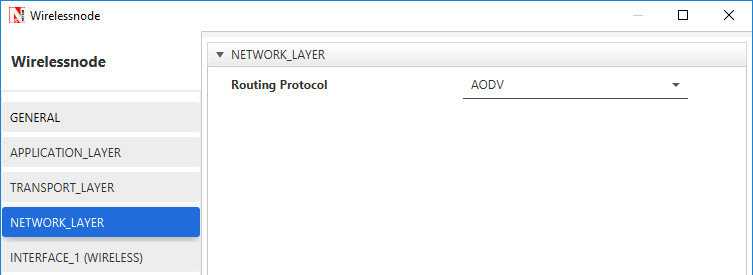 Wirelessnode
Wirelessnode
GENERAL
APPLICATION_LAYER
TRANSPORT_LAYER
NETWORK_LAYER
INTERFACE_1 (WIRELESS)
NETWORK_LAYER
Routing Protocol AODV